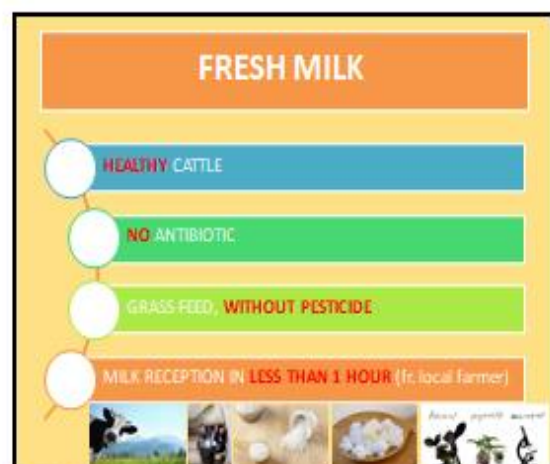 FRESH MILK
HEALTHY CATTLE
NO ANTIBIOTIC
GRASS FEED, WITHOUT PESTICIDE
MILK RECEPTION IN LESS THAN 1 HOUR (fr. local farmer)